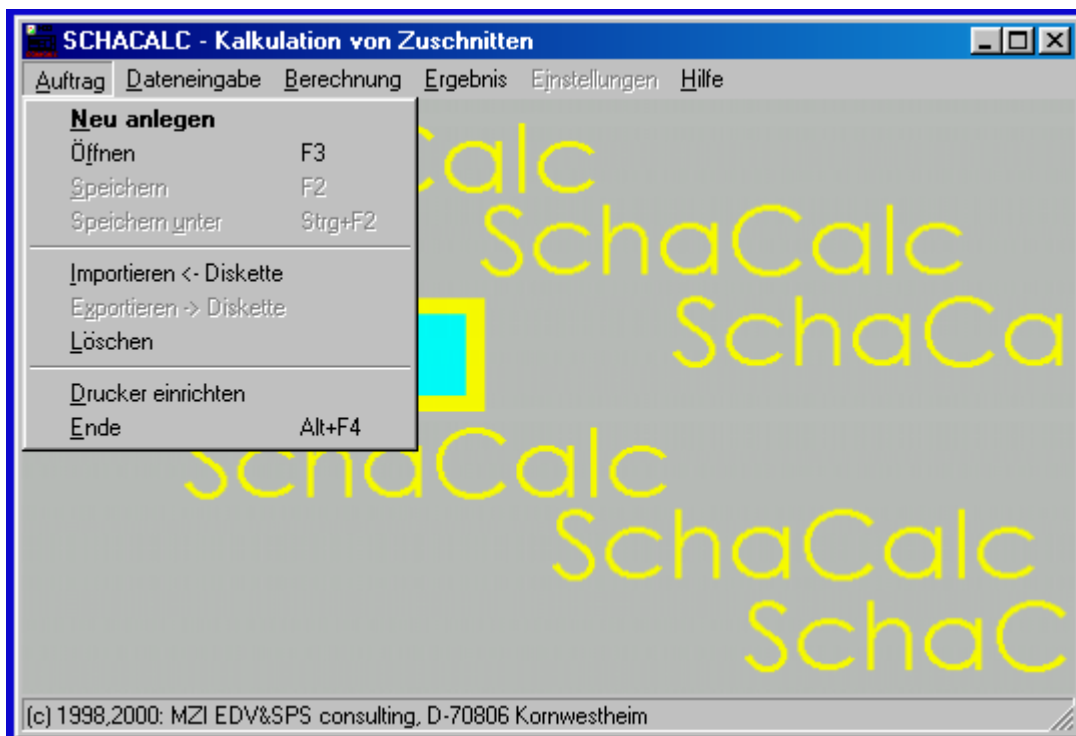 SCHACALC - Kalkulation von Zuschnitten
Auftrag Dateneingabe Berechnung Ergebnis Einstellungen Hilfe
Neu anlegen
Öffnen F3
Speichern F2
Speichern unter Strg+F2
Importieren <- Diskette
Exportieren -> Diskette
Löschen
Drucker einrichten
Ende Alt+F4
Calc
SchaCalc
SchaCa
SchaCalc
SchaCalc
SchaC
(c) 1998,2000: MZI EDV&SPS consulting, D-70806 Kornwestheim